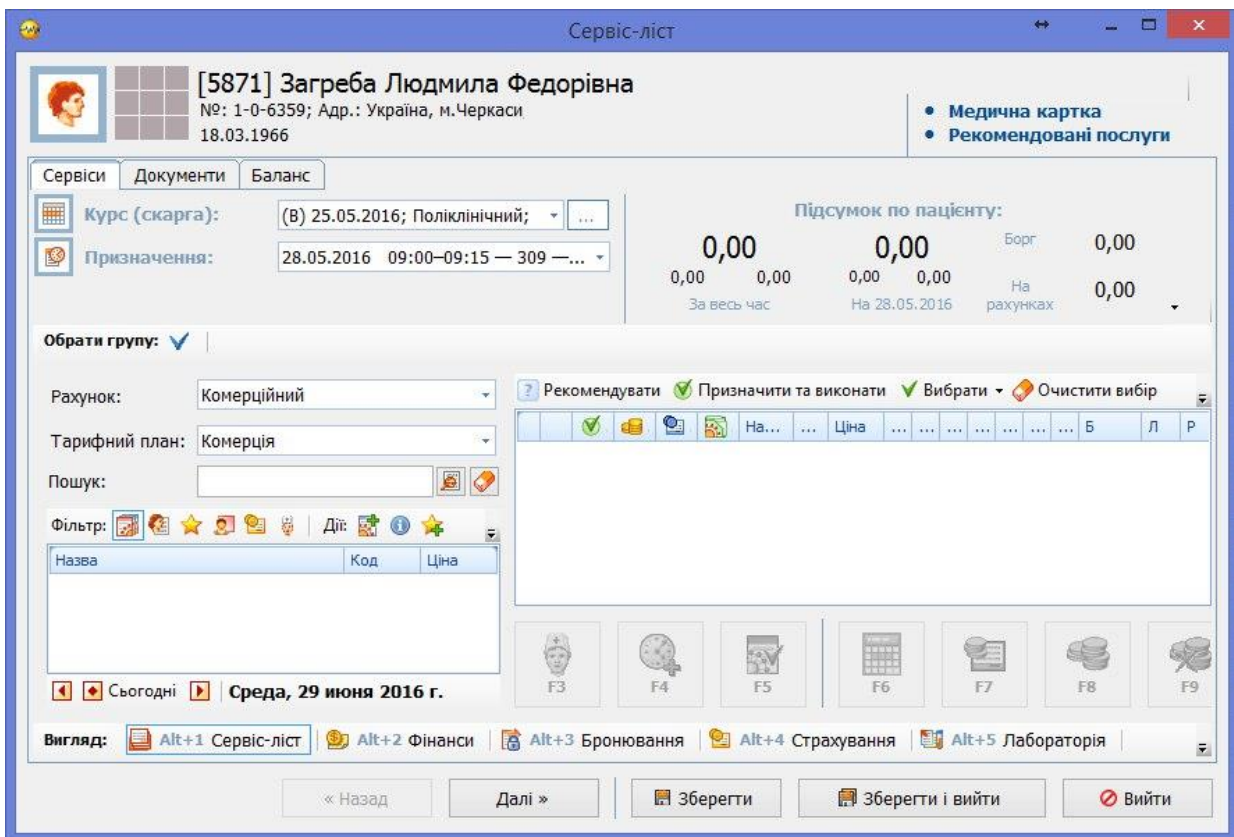 Сервіс-ліст
[5871] Загреба Людмила Федорівна
№: 1-0-6359; Адр.: Україна, м.Черкаси
18.03.1966
• Медична картка
• Рекомендовані послуги
Сервіси Документи Баланс
Курс (скарга): (В) 25.05.2016; Поліклінічний; ...
Призначення: 28.05.2016 09:00–09:15 — 309 —...
Підсумок по пацієнту:
0,00 0,00 Борг 0,00
0,00 0,00 0,00 0,00 На рахунках 0,00
За весь час На 28.05.2016
Обрати групу:
Рахунок: Комерційний
Тарифний план: Комерція
Пошук:
Фільтр: Дії:
Назва Код Ціна
Сьогодні Среда, 29 июня 2016 г.
? Рекомендувати Призначити та виконати Вибрати Очистити вибір
На... ... Ціна ... ... ... ... ... ... ... Б Л Р
F3 F4 F5 F6 F7 F8 F9
Вигляд: Alt+1 Сервіс-ліст Alt+2 Фінанси Alt+3 Бронювання Alt+4 Страхування Alt+5 Лабораторія
« Назад Далі » Зберегти Зберегти і вийти Вийти